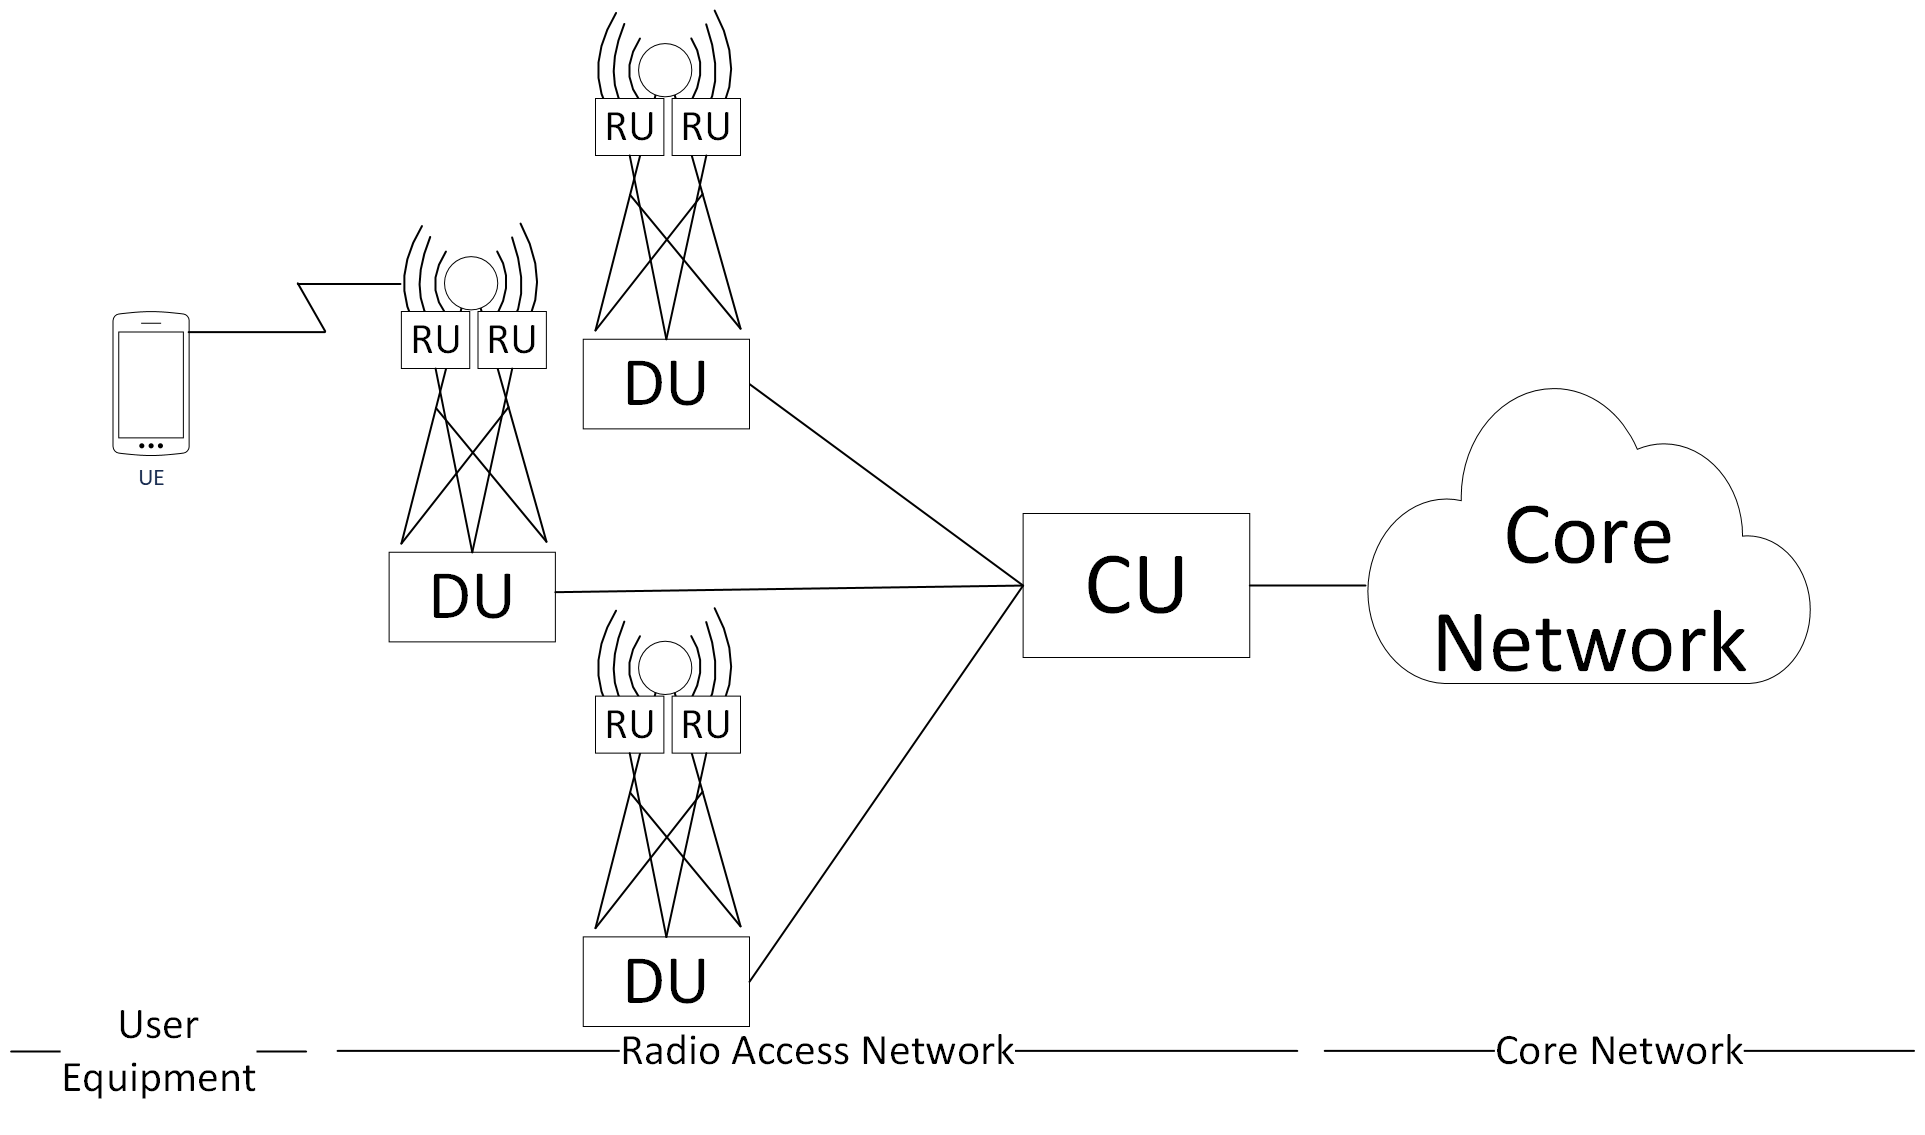 RU RU
DU
UE
RU RU
DU
RU RU
DU
CU
Core
Network
User
Equipment
Radio Access Network
Core Network